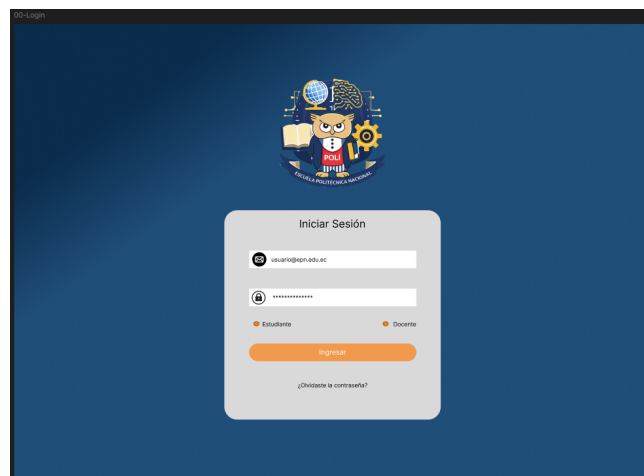 00-Login
POLI
ESCUELA POLITÉCNICA NACIONAL
Iniciar Sesión
usuario@epn.edu.ec
**************
Estudiante
Docente
Ingresar
¿Olvidaste la contraseña?